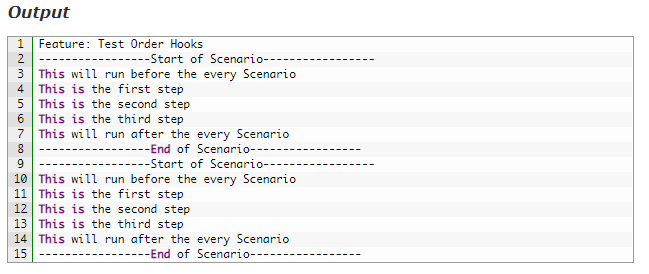 Output
1 Feature: Test Order Hooks
2 -----------------Start of Scenario-----------------
3 This will run before the every Scenario
4 This is the first step
5 This is the second step
6 This is the third step
7 This will run after the every Scenario
8 -----------------End of Scenario-----------------
9 -----------------Start of Scenario-----------------
10 This will run before the every Scenario
11 This is the first step
12 This is the second step
13 This is the third step
14 This will run after the every Scenario
15 -----------------End of Scenario-----------------